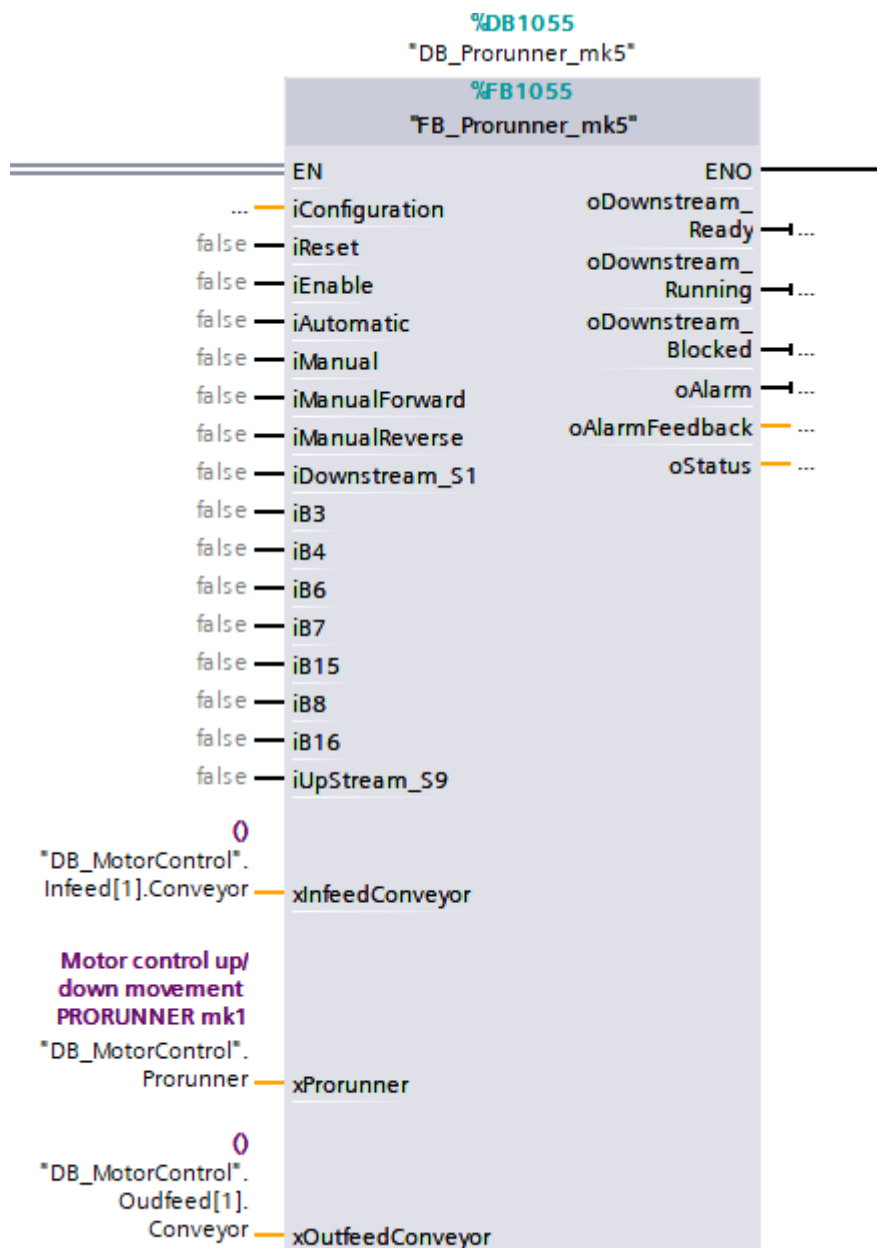 %DB1055
"DB_Prorunner_mk5"
%FB1055
"FB_Prorunner_mk5"
EN ENO
... iConfiguration oDownstream_
Ready ...
false iReset
oDownstream_
false iEnable Running ...
false iAutomatic oDownstream_
Blocked ...
false iManual
oAlarm ...
false iManualForward
oAlarmFeedback ...
false iManualReverse
oStatus ...
false iDownstream_S1
false iB3
false iB4
false iB6
false iB7
false iB15
false iB8
false iB16
false iUpStream_S9
()
"DB_MotorControl".
Infeed[1].Conveyor xInfeedConveyor
Motor control up/
down movement
PRORUNNER mk1
"DB_MotorControl".
Prorunner xProrunner
()
"DB_MotorControl".
Oudfeed[1].
Conveyor xOutfeedConveyor